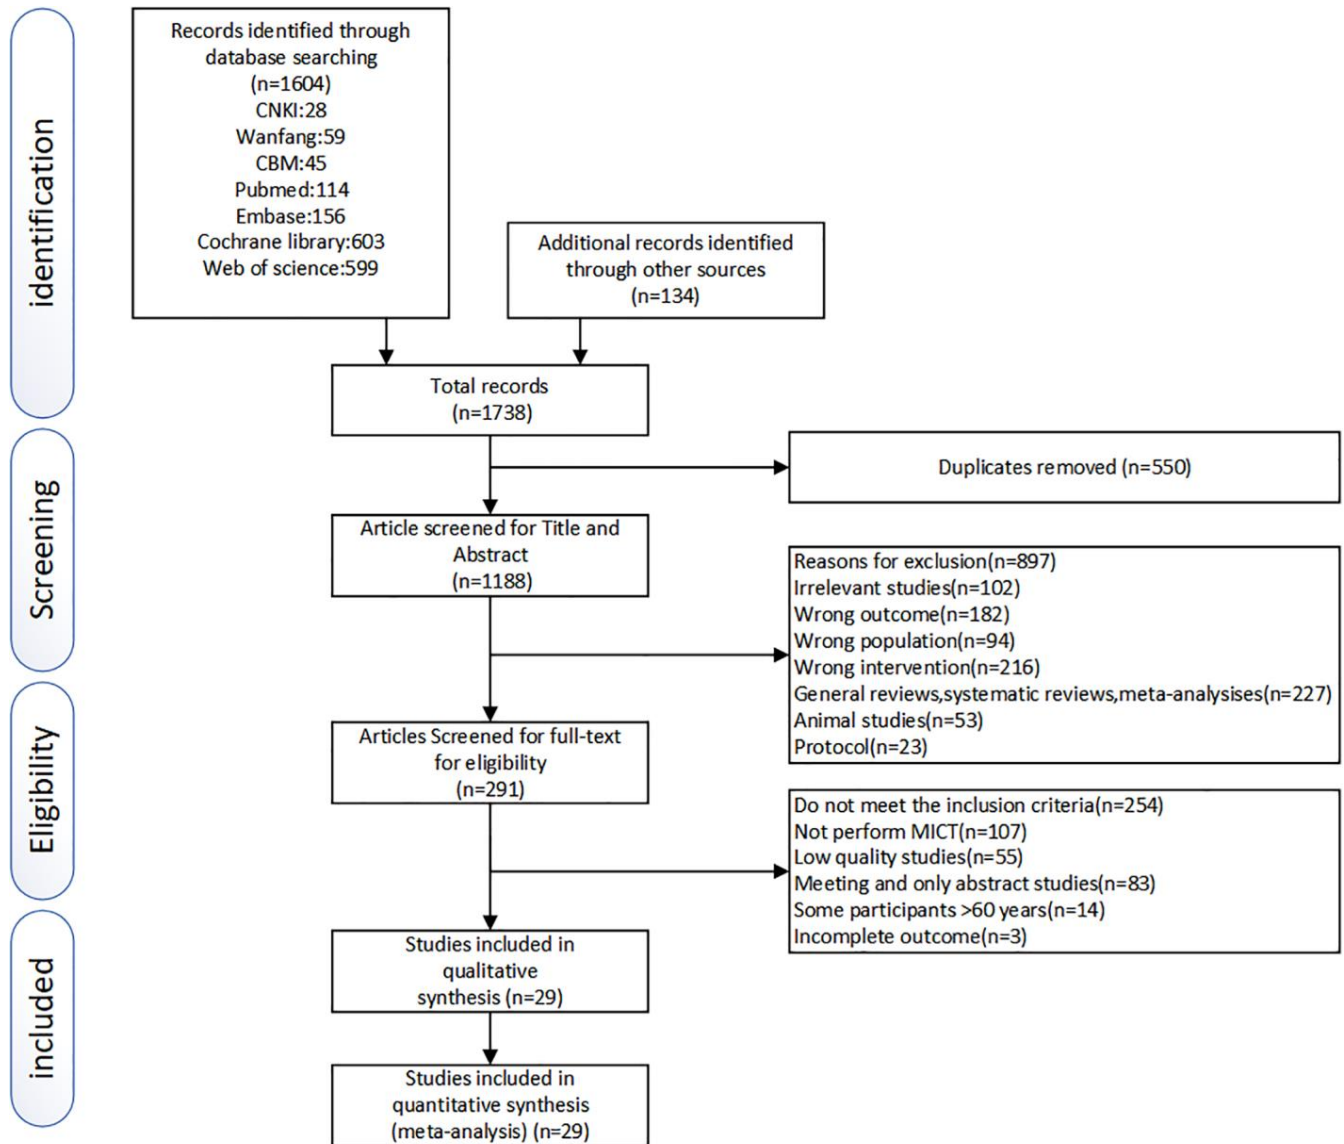 identification
Records identified through
database searching
(n=1604)
CNKI:28
Wanfang:59
CBM:45
Pubmed:114
Embase:156
Cochrane library:603
Web of science:599
Additional records identified
through other sources
(n=134)
Total records
(n=1738)
Screening
Duplicates removed (n=550)
Article screened for Title and
Abstract
(n=1188)
Reasons for exclusion(n=897)
Irrelevant studies(n=102)
Wrong outcome(n=182)
Wrong population(n=94)
Wrong intervention(n=216)
General reviews,systematic reviews,meta-analysises(n=227)
Animal studies(n=53)
Protocol(n=23)
Eligibility
Articles Screened for full-text
for eligibility
(n=291)
Do not meet the inclusion criteria(n=254)
Not perform MICT(n=107)
Low quality studies(n=55)
Meeting and only abstract studies(n=83)
Some participants >60 years(n=14)
Incomplete outcome(n=3)
included
Studies included in
qualitative
synthesis (n=29)
Studies included in
quantitative synthesis
(meta-analysis) (n=29)